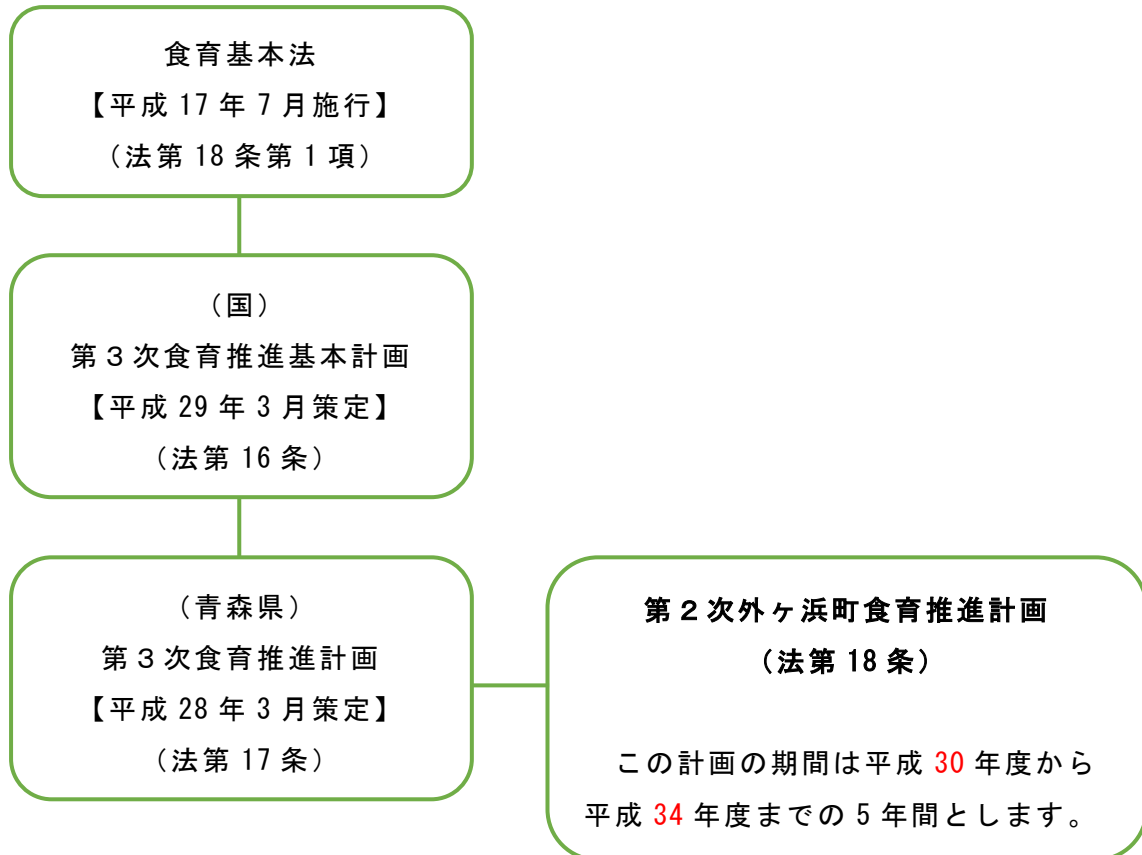 食育基本法
【平成 17 年 7 月施行】
（法第 18 条第 1 項）
（国）
第３次食育推進基本計画
【平成 29 年 3 月策定】
（法第 16 条）
（青森県）
第３次食育推進計画
【平成 28 年 3 月策定】
（法第 17 条）
第２次外ヶ浜町食育推進計画
（法第 18 条）
この計画の期間は平成 30 年度から
平成 34 年度までの 5 年間とします。